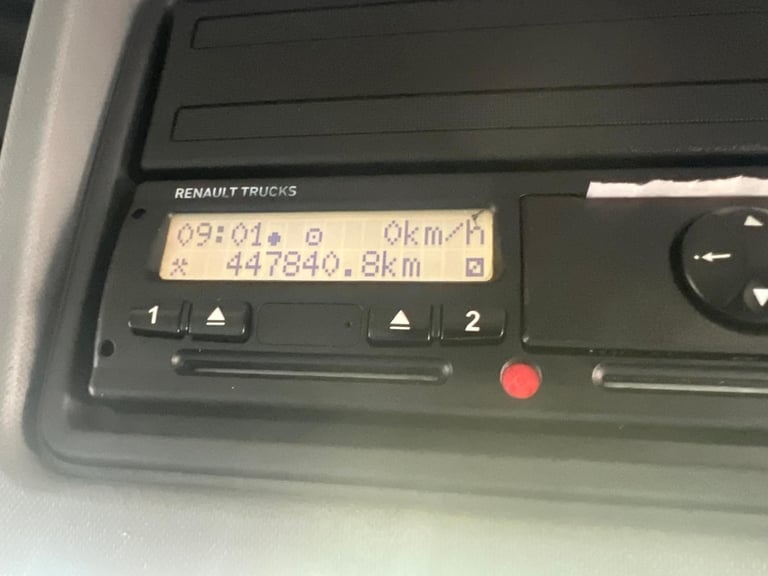 RENAULT TRUCKS
09:01 0km/h
447840.8km
1 2